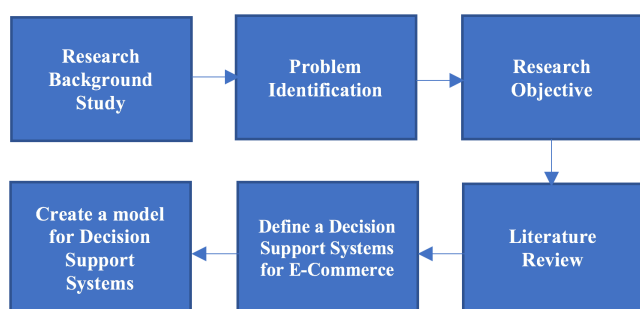 Research
Background
Study
Problem
Identification
Research
Objective
Create a model
for Decision
Support
Systems
Define a Decision
Support Systems
for E-Commerce
Literature
Review